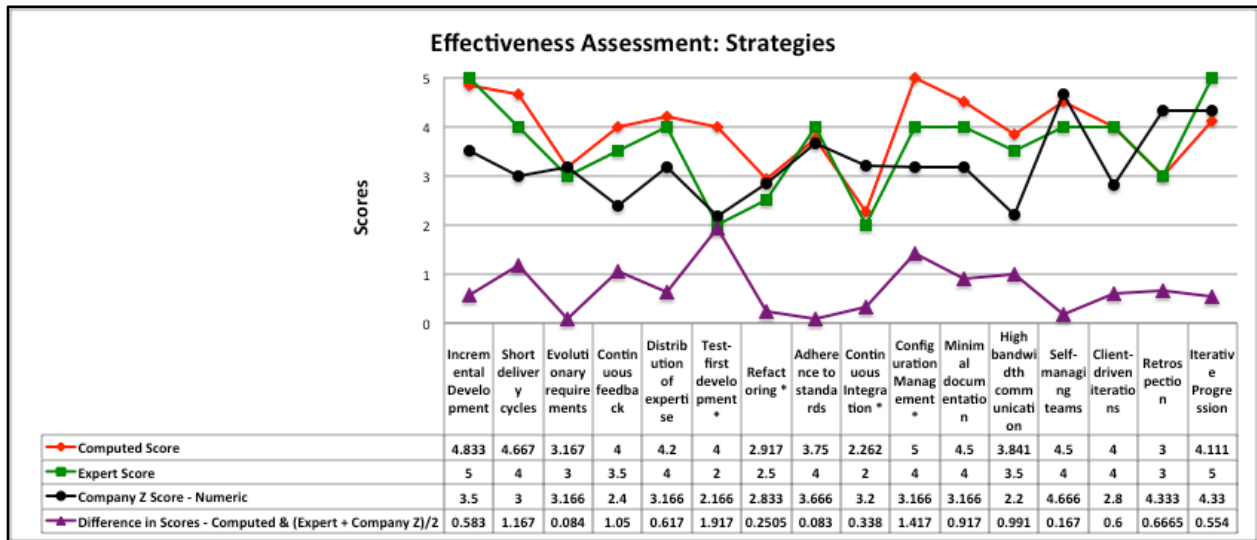 Effectiveness Assessment: Strategies
Scores
5
4
3
2
1
0
Increm
ental
Develo
pment
Short
deliver
y
cycles
Evoluti
onary
require
ments
Contin
uous
feedba
ck
Distrib
ution
of
experti
se
Test-
first
develo
pment
*
Refact
oring *
Adhere
nce to
standa
rds
Contin
uous
Integra
tion *
Config
uration
Manag
ement
*
Minim
al
docum
entatio
n
High
bandwi
dth
comm
unicati
on
Self-
managi
ng
teams
Client-
driven
iteratio
ns
Retros
pectio
n
Iterativ
e
Progre
ssion
Computed Score 4.833 4.667 3.167 4 4.2 4 2.917 3.75 2.262 5 4.5 3.841 4.5 4 3 4.111
Expert Score 5 4 3 3.5 4 2 2.5 4 2 4 4 3.5 4 4 3 5
Company Z Score - Numeric 3.5 3 3.166 2.4 3.166 2.166 2.833 3.666 3.2 3.166 3.166 2.2 4.666 2.8 4.333 4.33
Difference in Scores - Computed & (Expert + Company Z)/2 0.583 1.167 0.084 1.05 0.617 1.917 0.2505 0.083 0.338 1.417 0.917 0.991 0.167 0.6 0.6665 0.554